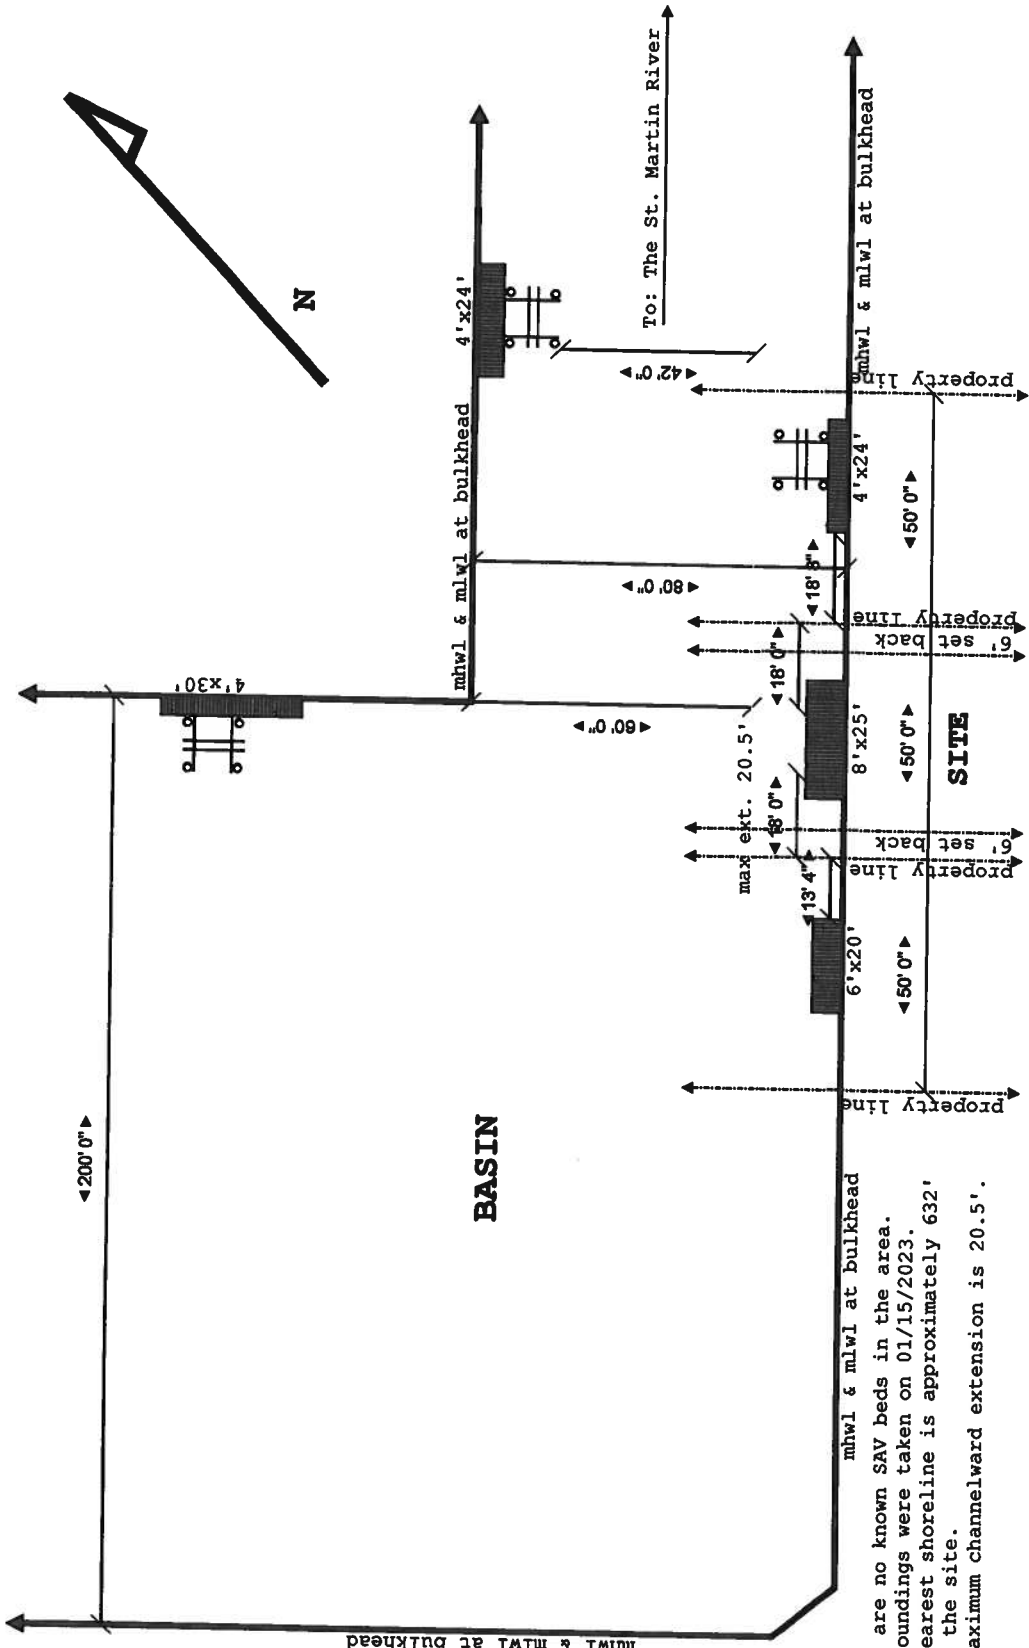 N
To: The St. Martin River
mhwl & mlwl at bulkhead
4'x24'
42'0"
mhwl & mlwl at bulkhead
property line
4'x24'
50'0"
80'0"
18'8"
property line
6' set back
4'x30'
18'0"
60'0"
8'x25'
50'0"
SITE
max ext. 20.5'
18'0"
6' set back
property line
13'4"
6'x20'
50'0"
property line
200'0"
BASIN
mhwl & mlwl at bulkhead
mhwl & mlwl at bulkhead
are no known SAV beds in the area.
oundings were taken on 01/15/2023.
earest shoreline is approximately 632'
the site.
aximum channelward extension is 20.5'.